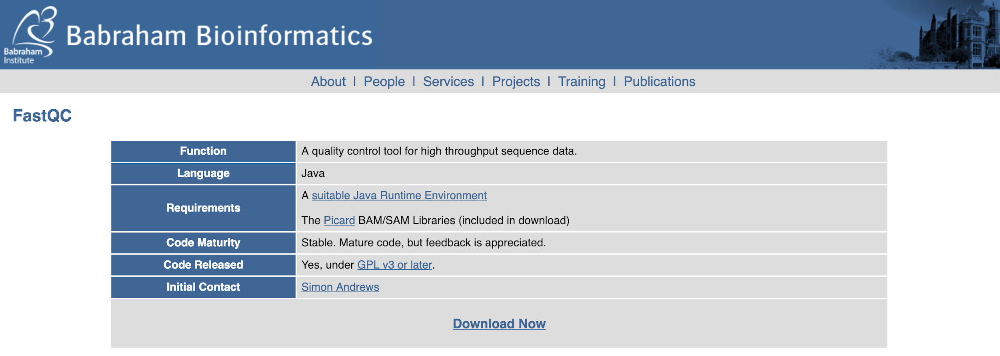 Babraham Bioinformatics
Babraham
Institute
About | People | Services | Projects | Training | Publications
FastQC
Function A quality control tool for high throughput sequence data.
Language Java
Requirements A suitable Java Runtime Environment
The Picard BAM/SAM Libraries (included in download)
Code Maturity Stable. Mature code, but feedback is appreciated.
Code Released Yes, under GPL v3 or later.
Initial Contact Simon Andrews
Download Now